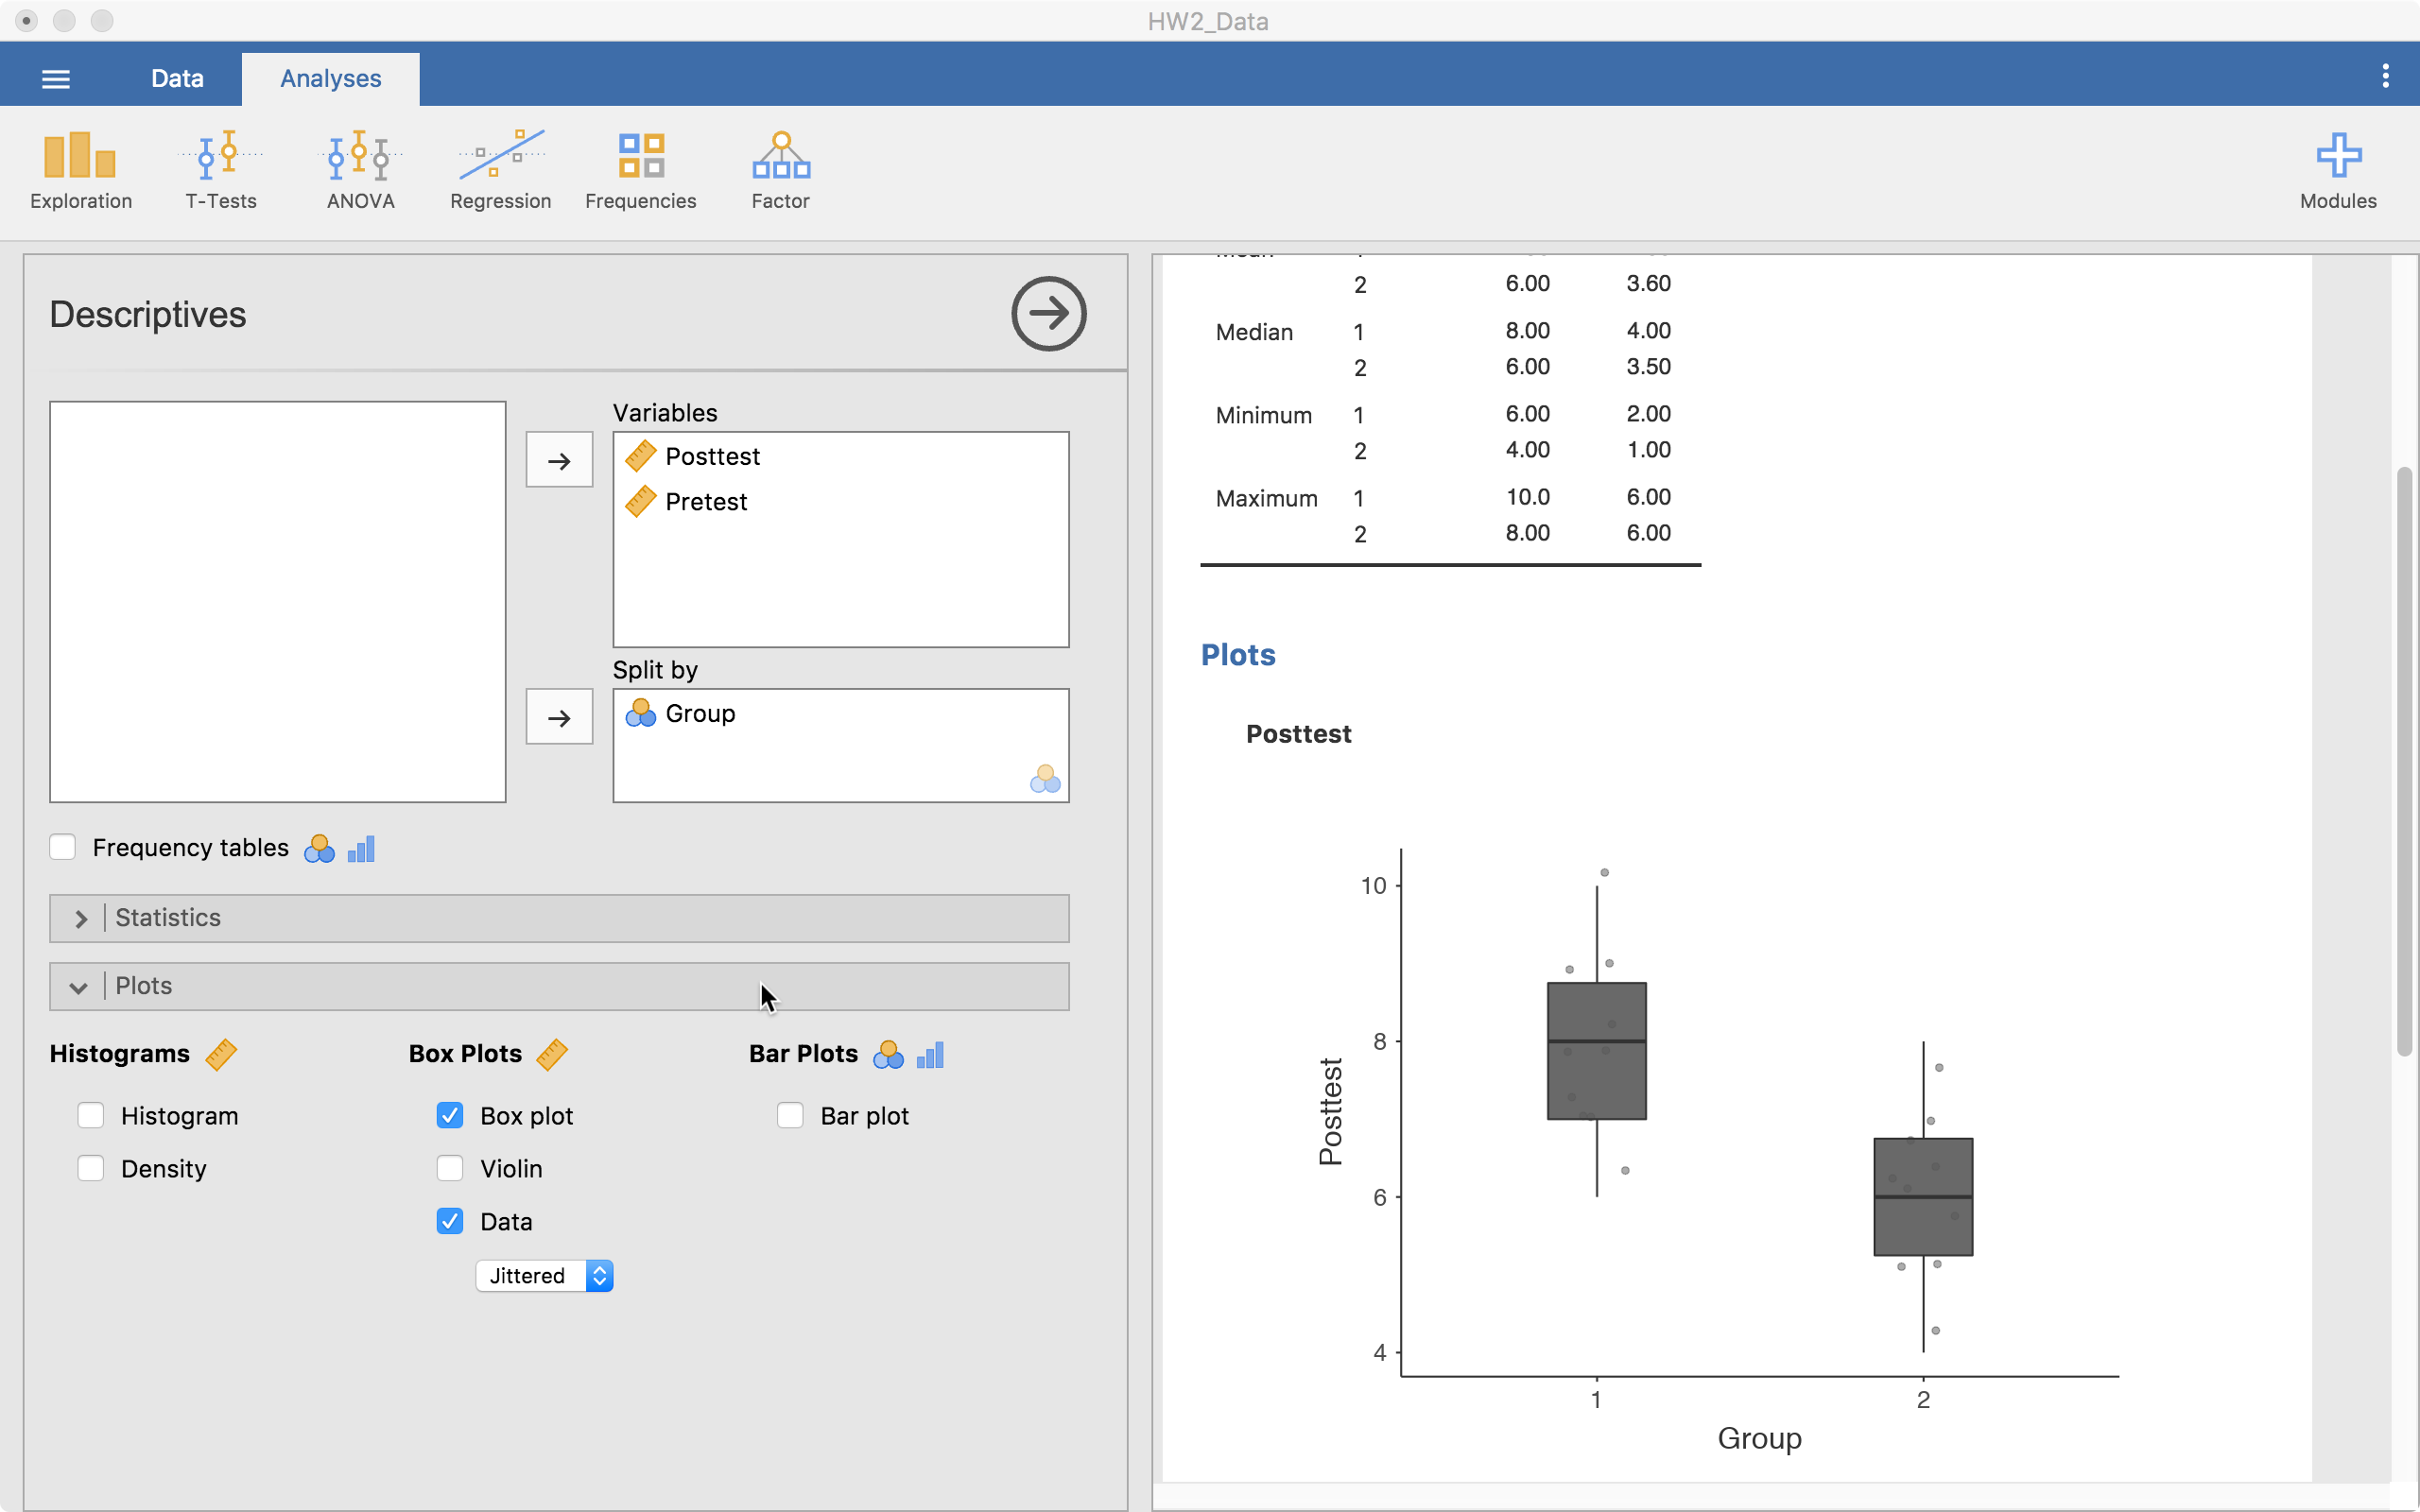 HW2_Data
Data Analyses
Exploration T-Tests ANOVA Regression Frequencies Factor Modules
Descriptives
Variables
Posttest
Pretest
Split by
Group
Frequency tables
Statistics
Plots
Histograms Box Plots Bar Plots
Histogram Box plot Bar plot
Density Violin
Data
Jittered
2 6.00 3.60
Median 1 8.00 4.00
2 6.00 3.50
Minimum 1 6.00 2.00
2 4.00 1.00
Maximum 1 10.0 6.00
2 8.00 6.00
Plots
Posttest
10
8
6
4
Posttest
1 2
Group